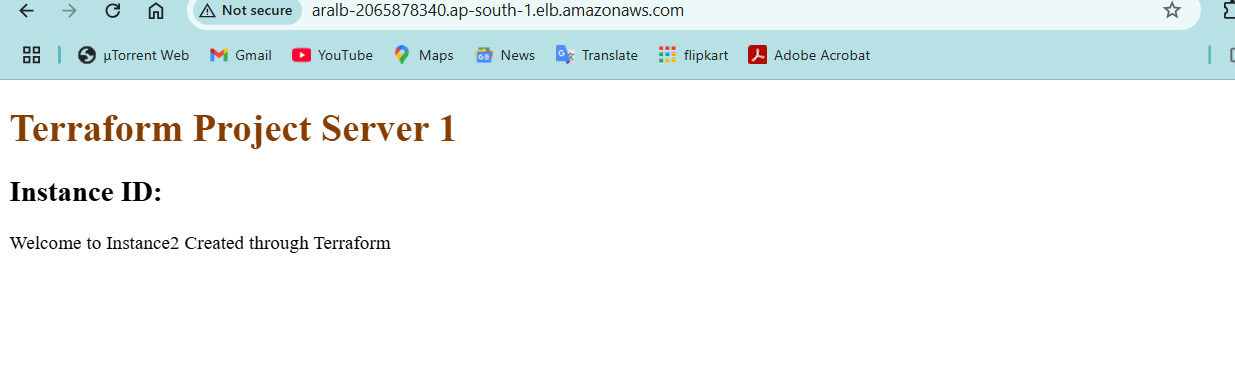 Not secure aralb-2065878340.ap-south-1.elb.amazonaws.com
µTorrent Web Gmail YouTube Maps News Translate flipkart Adobe Acrobat
Terraform Project Server 1
Instance ID:
Welcome to Instance2 Created through Terraform